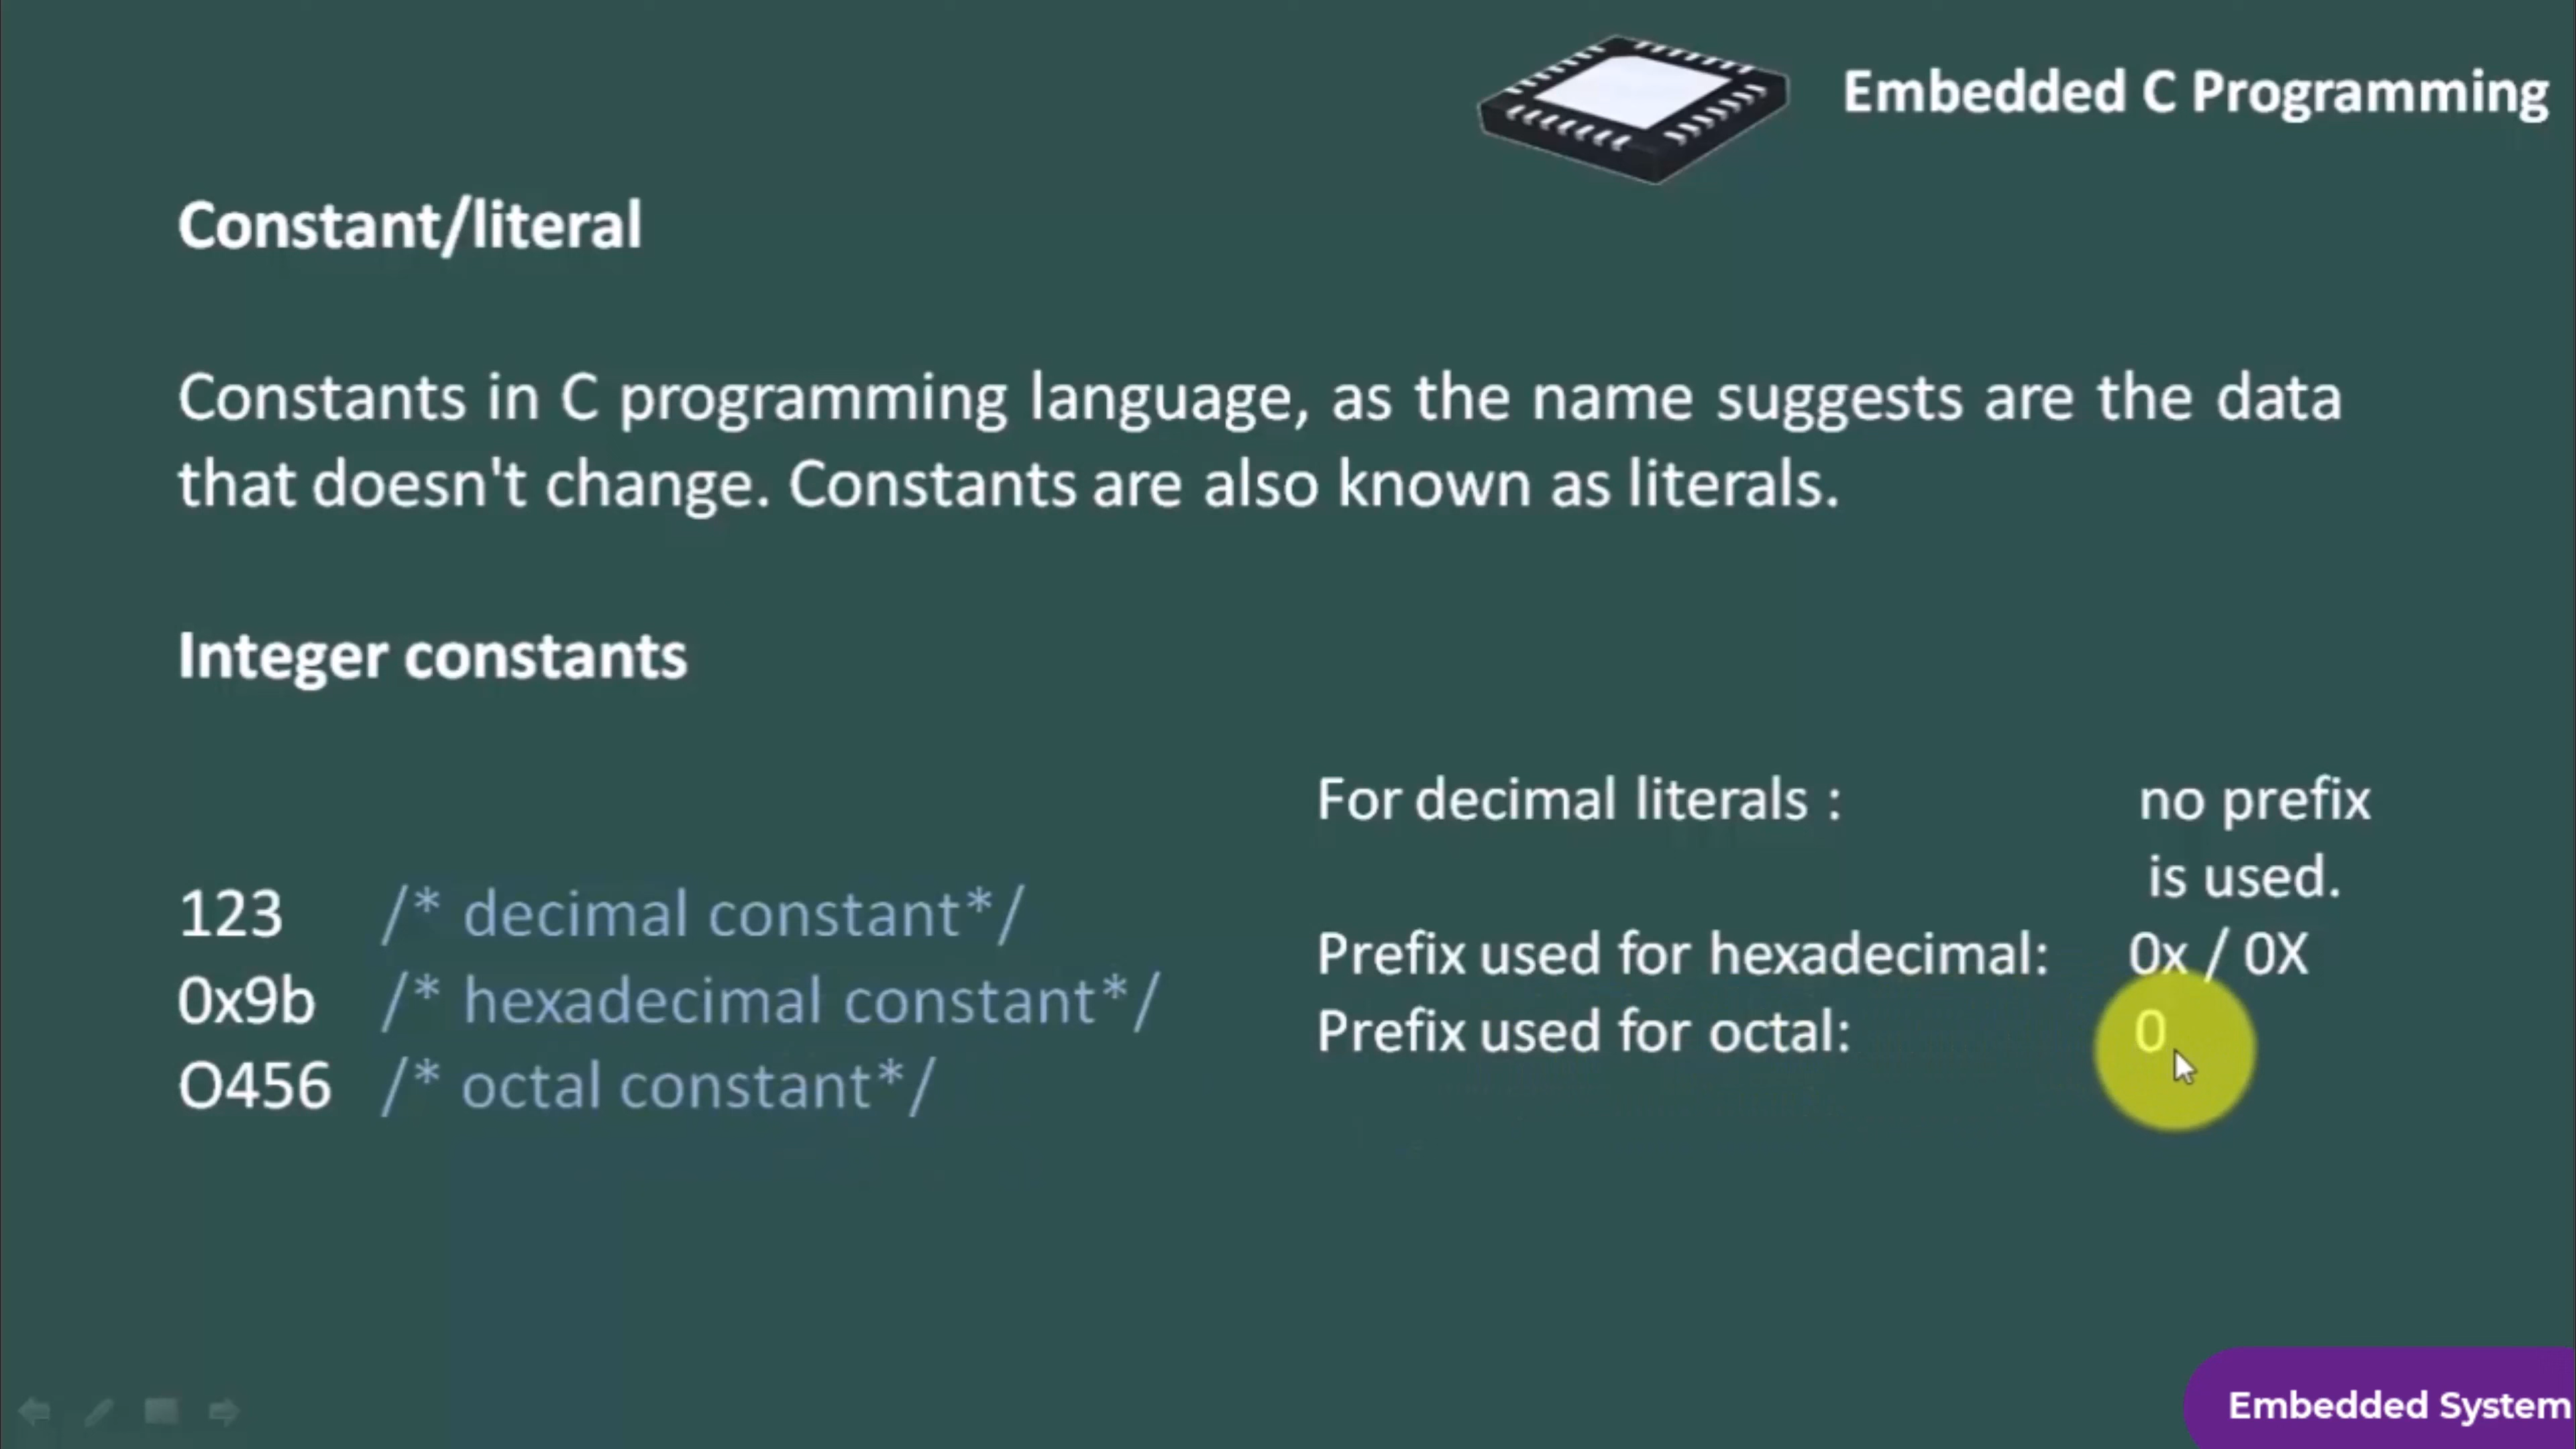 Embedded C Programming
Constant/literal
Constants in C programming language, as the name suggests are the data
that doesn't change. Constants are also known as literals.
Integer constants
123 /* decimal constant*/
0x9b /* hexadecimal constant*/
O456 /* octal constant*/
For decimal literals : no prefix
is used.
Prefix used for hexadecimal: 0x / 0X
Prefix used for octal: 0
Embedded System